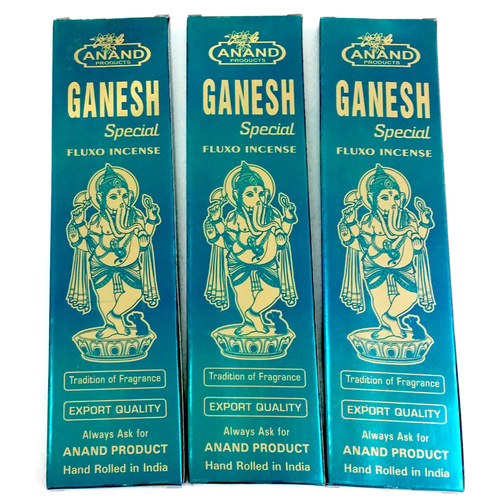 ANAND
PRODUCTS
GANESH
Special
FLUXO INCENSE
Tradition of Fragrance
EXPORT QUALITY
Always Ask for
ANAND PRODUCT
Hand Rolled in India
ANAND
PRODUCTS
GANESH
Special
FLUXO INCENSE
Tradition of Fragrance
EXPORT QUALITY
Always Ask for
ANAND PRODUCT
Hand Rolled in India
ANAND
PRODUCTS
GANESH
Special
FLUXO INCENSE
Tradition of Fragrance
EXPORT QUALITY
Always Ask for
ANAND PRODUCT
Hand Rolled in India